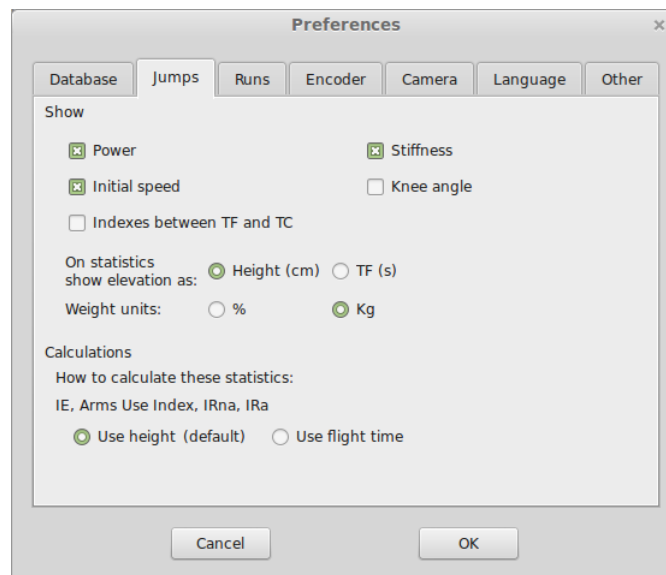 Preferences
Database Jumps Runs Encoder Camera Language Other
Show
Power Stiffness
Initial speed Knee angle
Indexes between TF and TC
On statistics
show elevation as: Height (cm) TF (s)
Weight units: % Kg
Calculations
How to calculate these statistics:
IE, Arms Use Index, IRna, IRa
Use height (default) Use flight time
Cancel OK